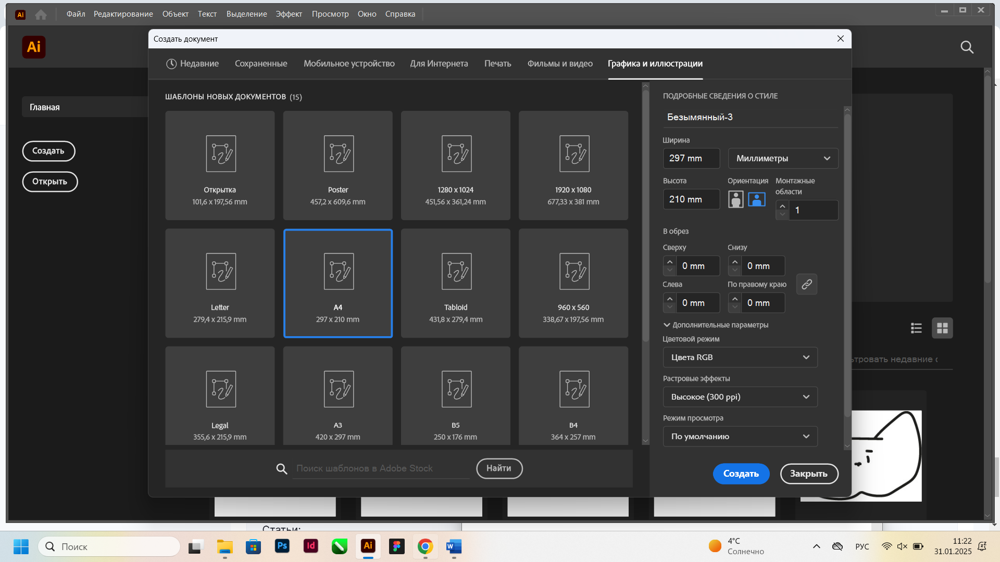 Ai
Файл Редактирование Объект Текст Выделение Эффект Просмотр Окно Справка
Ai
Создать документ
Главная
Создать
Открыть
Недавние Сохраненные Мобильное устройство Для Интернета Печать Фильмы и видео Графика и иллюстрации
ШАБЛОНЫ НОВЫХ ДОКУМЕНТОВ (15)
Открытка
101,6 x 197,56 mm
Poster
457,2 x 609,6 mm
1280 x 1024
451,56 x 361,24 mm
1920 x 1080
677,33 x 381 mm
Letter
279,4 x 215,9 mm
A4
297 x 210 mm
Tabloid
431,8 x 279,4 mm
960 x 560
338,67 x 197,56 mm
Legal
355,6 x 215,9 mm
A3
420 x 297 mm
B5
250 x 176 mm
B4
364 x 257 mm
Поиск шаблонов в Adobe Stock
Найти
ПОДРОБНЫЕ СВЕДЕНИЯ О СТИЛЕ
Безымянный-3
Ширина
297 mm
Миллиметры
Высота
Ориентация
Монтажные
области
210 mm
1
В обрез
Сверху
Снизу
0 mm
0 mm
Слева
По правому краю
0 mm
0 mm
Дополнительные параметры
Цветовой режим
Цвета RGB
Растровые эффекты
Высокое (300 ppi)
Режим просмотра
По умолчанию
Создать
Закрыть
недавние
Статьи:
Поиск
Ps
Id
Ai
W
4°C
Солнечно
РУС
11:22
31.01.2025